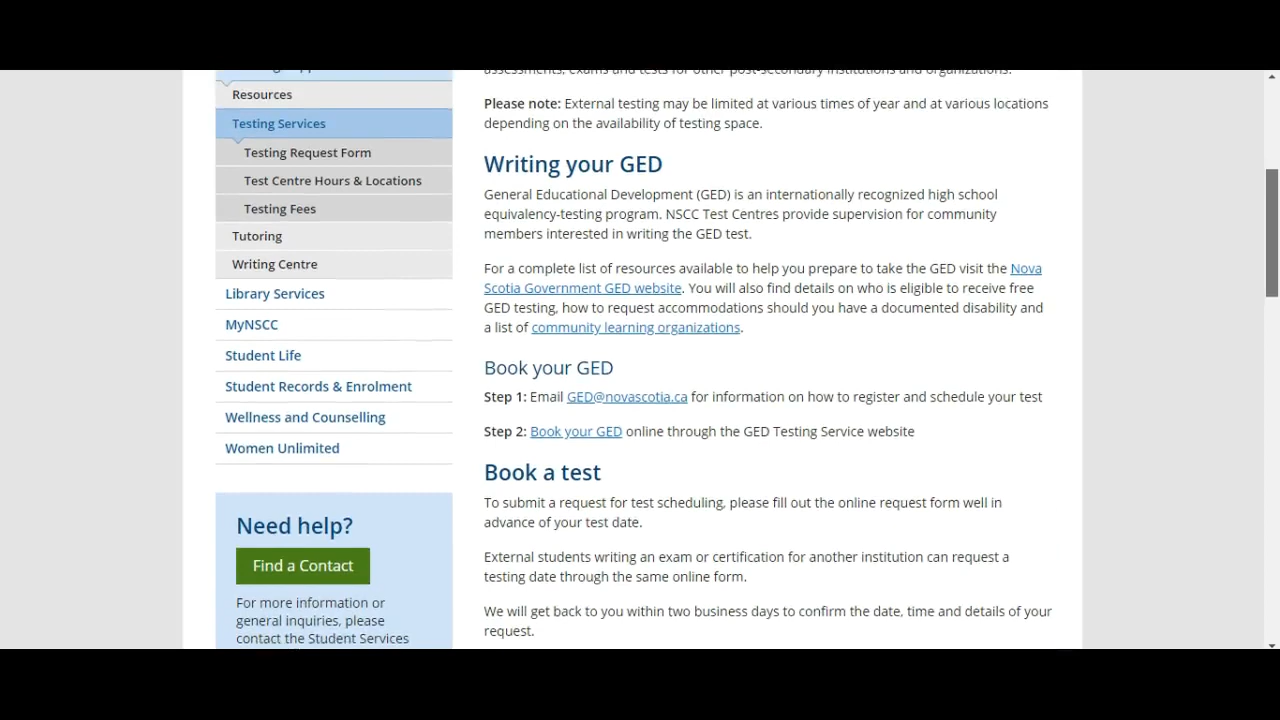 Resources
Testing Services
Testing Request Form
Test Centre Hours & Locations
Testing Fees
Tutoring
Writing Centre
Library Services
MyNSCC
Student Life
Student Records & Enrolment
Wellness and Counselling
Women Unlimited
Need help?
Find a Contact
For more information or
general inquiries, please
contact the Student Services
assessments, exams and tests for other post-secondary institutions and organizations.
Please note: External testing may be limited at various times of year and at various locations
depending on the availability of testing space.
Writing your GED
General Educational Development (GED) is an internationally recognized high school
equivalency-testing program. NSCC Test Centres provide supervision for community
members interested in writing the GED test.
For a complete list of resources available to help you prepare to take the GED visit the Nova
Scotia Government GED website. You will also find details on who is eligible to receive free
GED testing, how to request accommodations should you have a documented disability and
a list of community learning organizations.
Book your GED
Step 1: Email GED@novascotia.ca for information on how to register and schedule your test
Step 2: Book your GED online through the GED Testing Service website
Book a test
To submit a request for test scheduling, please fill out the online request form well in
advance of your test date.
External students writing an exam or certification for another institution can request a
testing date through the same online form.
We will get back to you within two business days to confirm the date, time and details of your
request.